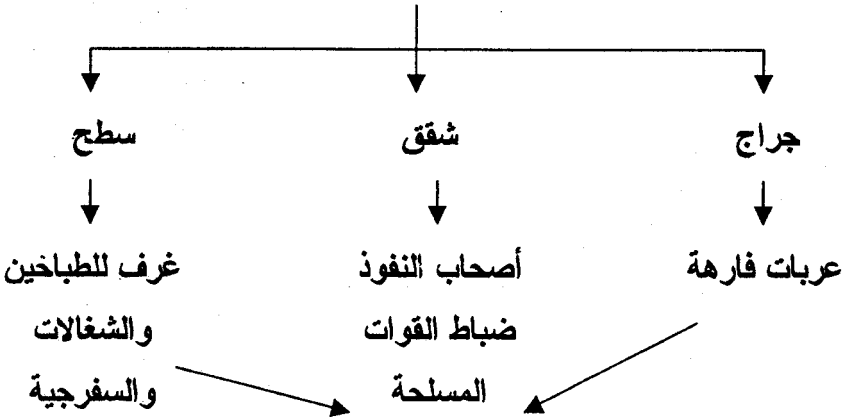 جراج
شقق
سطح
عربات فارهة
أصحاب النفوذ
ضباط القوات
المسلحة
غرف للطباخين
والشغالات
والسفرجية